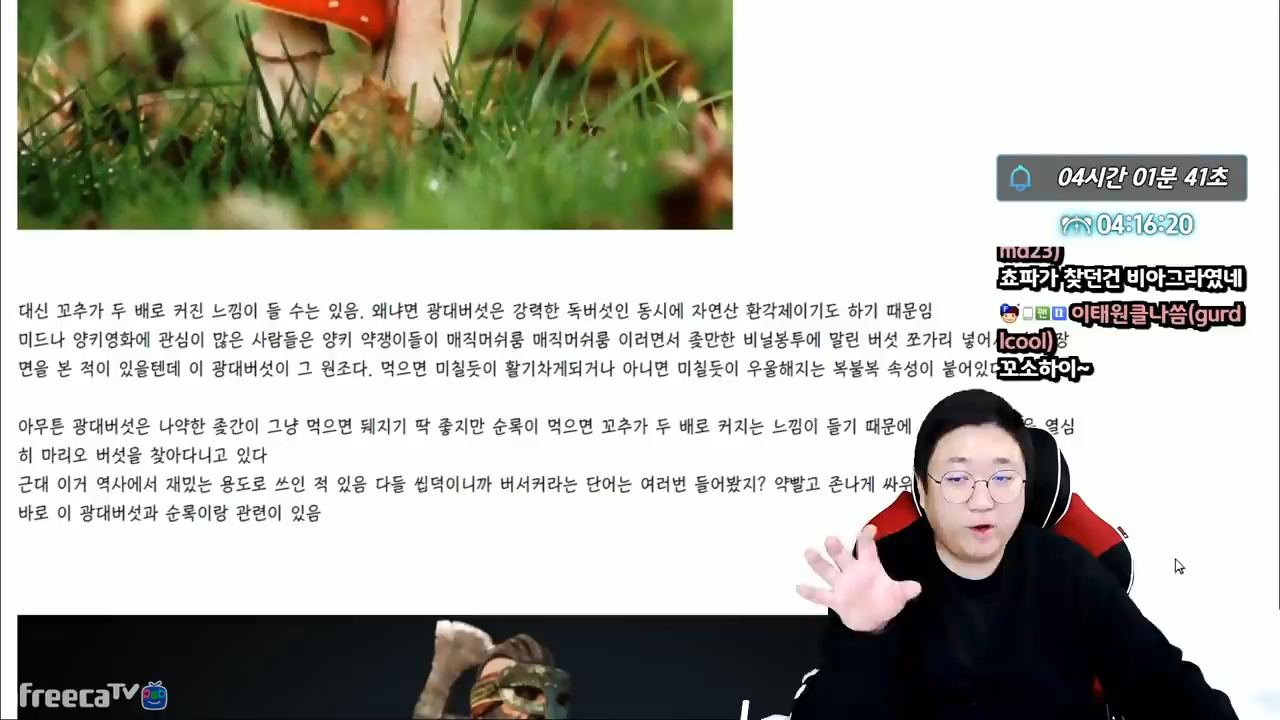 04시간 01분 41초
04:16:20
ma23)
쵸파가 찾던건 비아그라였네
팬 이태원클나씀(gurd
lcool)
꼬소하이~
대신 꼬추가 두 배로 커진 느낌이 들 수는 있음. 왜냐면 광대버섯은 강력한 독버섯인 동시에 자연산 환각제이기도 하기 때문임
미드나 양키영화에 관심이 많은 사람들은 양키 약쟁이들이 매직머쉬룸 매직머쉬룸 이러면서 좆만한 비닐봉투에 말린 버섯 쪼가리 넣어 장
면을 본 적이 있을텐데 이 광대버섯이 그 원조다. 먹으면 미칠듯이 활기차게되거나 아니면 미칠듯이 우울해지는 복불복 속성이 붙어있다
아무튼 광대버섯은 나약한 좆간이 그냥 먹으면 뒈지기 딱 좋지만 순록이 먹으면 꼬추가 두 배로 커지는 느낌이 들기 때문에 열심
히 마리오 버섯을 찾아다니고 있다
근대 이거 역사에서 재밌는 용도로 쓰인 적 있음 다들 씹덕이니까 버서커라는 단어는 여러번 들어봤지? 약빨고 존나게 싸우
바로 이 광대버섯과 순록이랑 관련이 있음
freecaTV